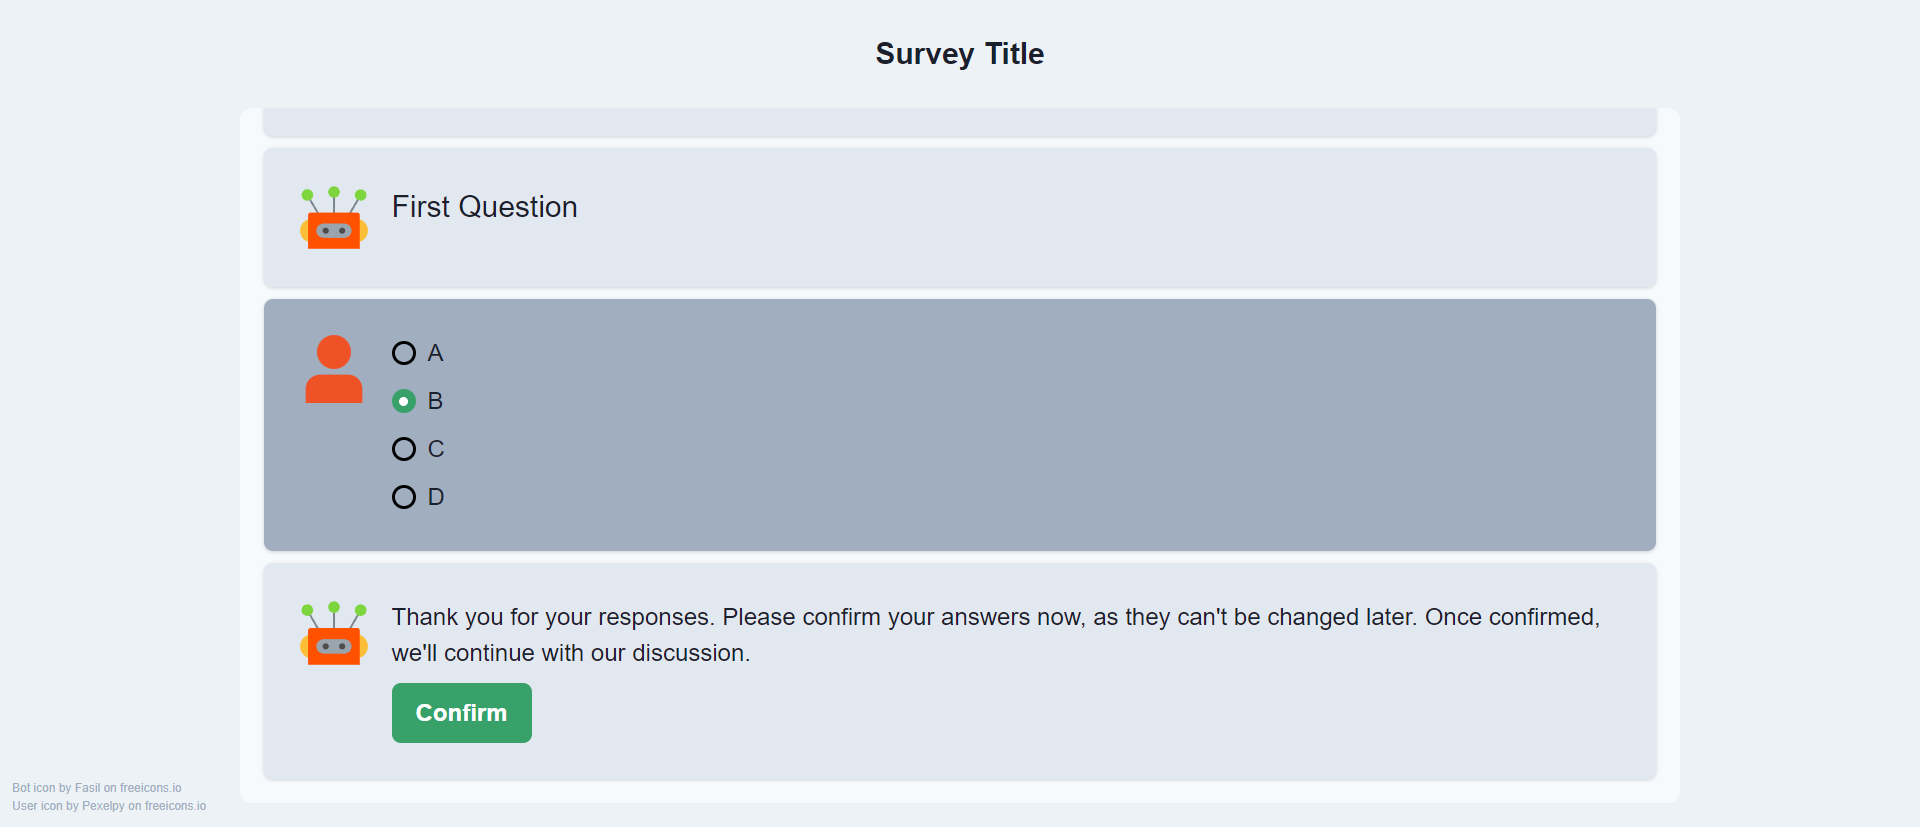 Survey Title
First Question
A
B
C
D
Thank you for your responses. Please confirm your answers now, as they can't be changed later. Once confirmed,
we'll continue with our discussion.
Confirm
Bot icon by Fasil on freeicons.io
User icon by Pexelpy on freeicons.io